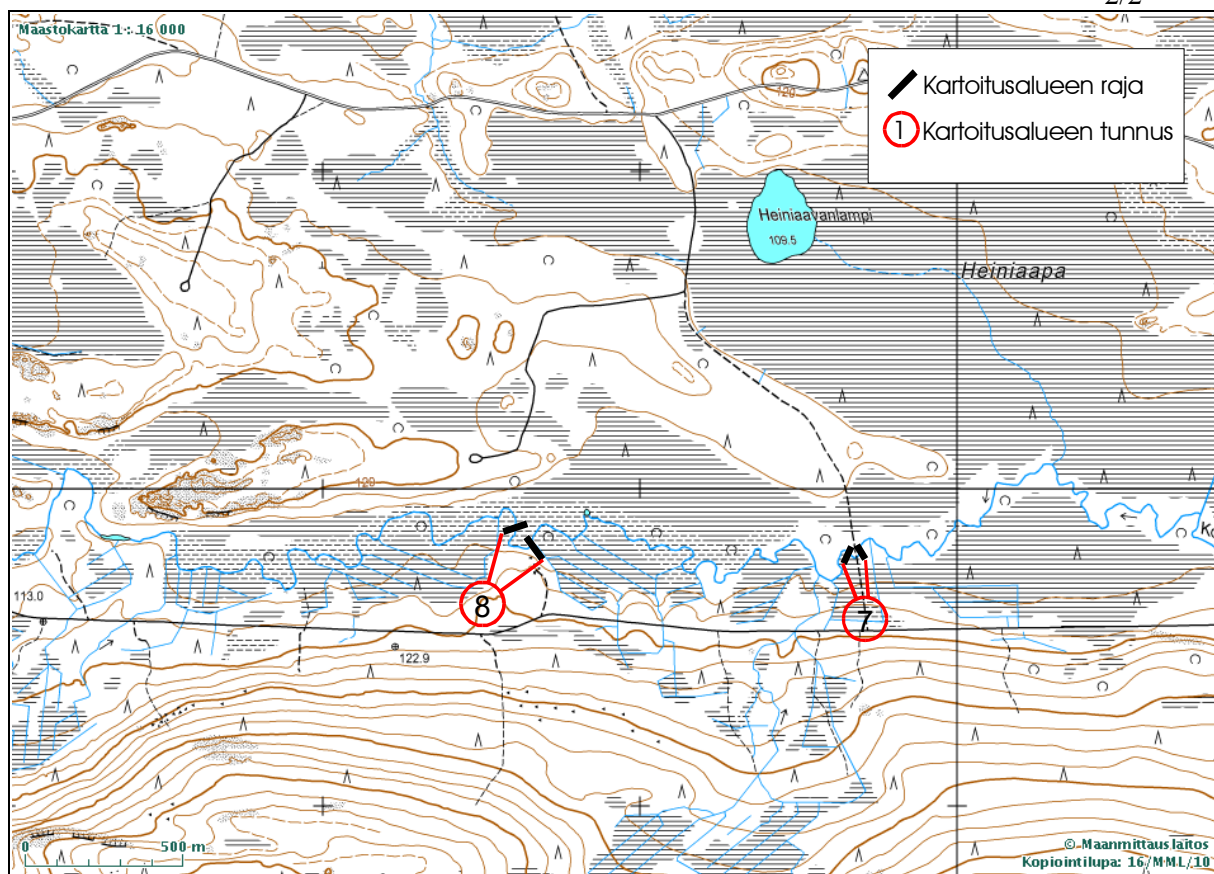 2/2
Maastokartta 1 : 16 000
Kartoitusalueen raja
1 Kartoitusalueen tunnus
120
Heiniaavanlampi
109.5
Heiniaapa
120
113.0
8
7
122.9
0 500 m
© Maanmittauslaitos
Kopiointilupa: 16/MML/10